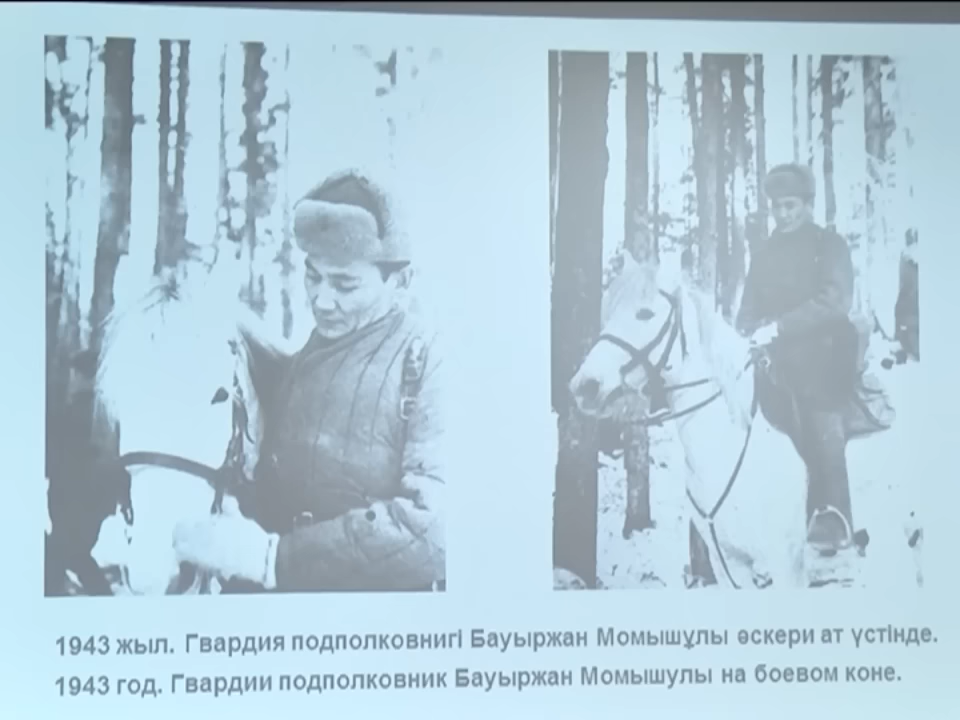 1943 жыл. Гвардия подполковнигі Бауыржан Момышұлы әскери ат үстінде.
1943 год. Гвардии подполковник Бауыржан Момышулы на боевом коне.